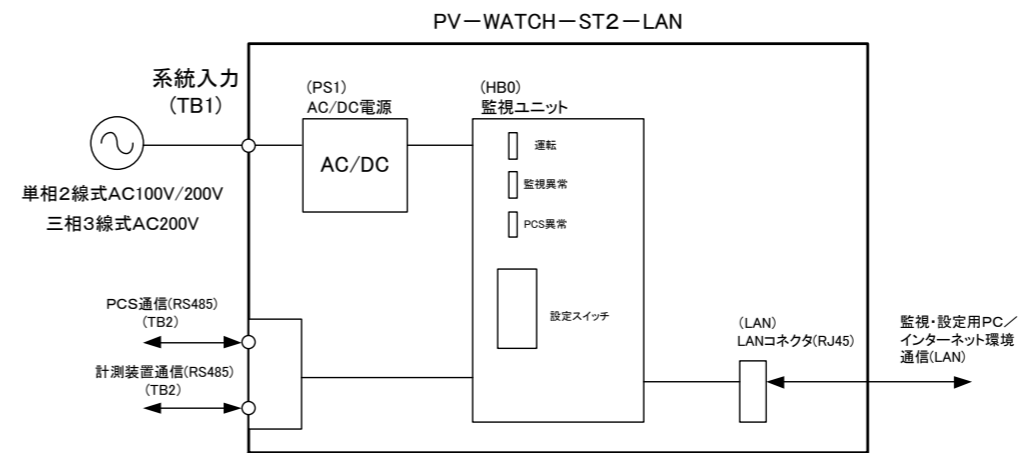 PV－WATCH－ST２－LAN
系統入力
(TB1)
(PS1)
AC/DC電源
(HB0)
監視ユニット
AC/DC
運転
監視異常
PCS異常
単相２線式AC100V/200V
三相３線式AC200V
設定スイッチ
PCS通信(RS485)
(TB2)
計測装置通信(RS485)
(TB2)
(LAN)
LANコネクタ(RJ45)
監視・設定用PC／
インターネット環境
通信(LAN)